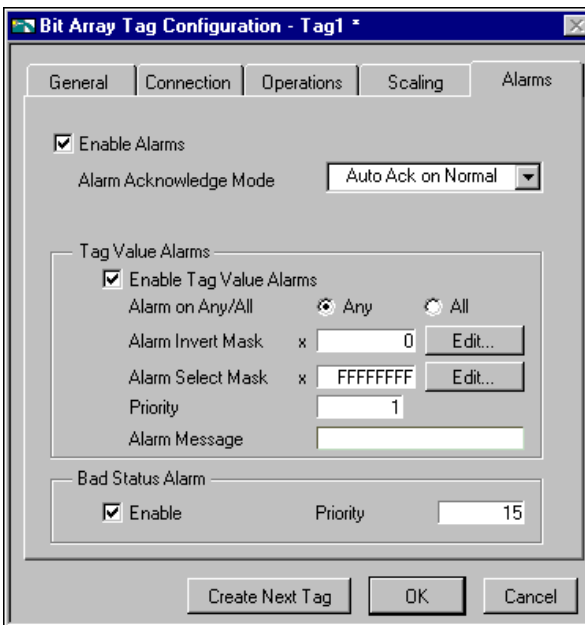 Bit Array Tag Configuration - Tag1 *
General Connection Operations Scaling Alarms
Enable Alarms
Alarm Acknowledge Mode Auto Ack on Normal
Tag Value Alarms
Enable Tag Value Alarms
Alarm on Any/All Any All
Alarm Invert Mask x 0 Edit...
Alarm Select Mask x FFFFFFFF Edit...
Priority 1
Alarm Message
Bad Status Alarm
Enable Priority 15
Create Next Tag OK Cancel